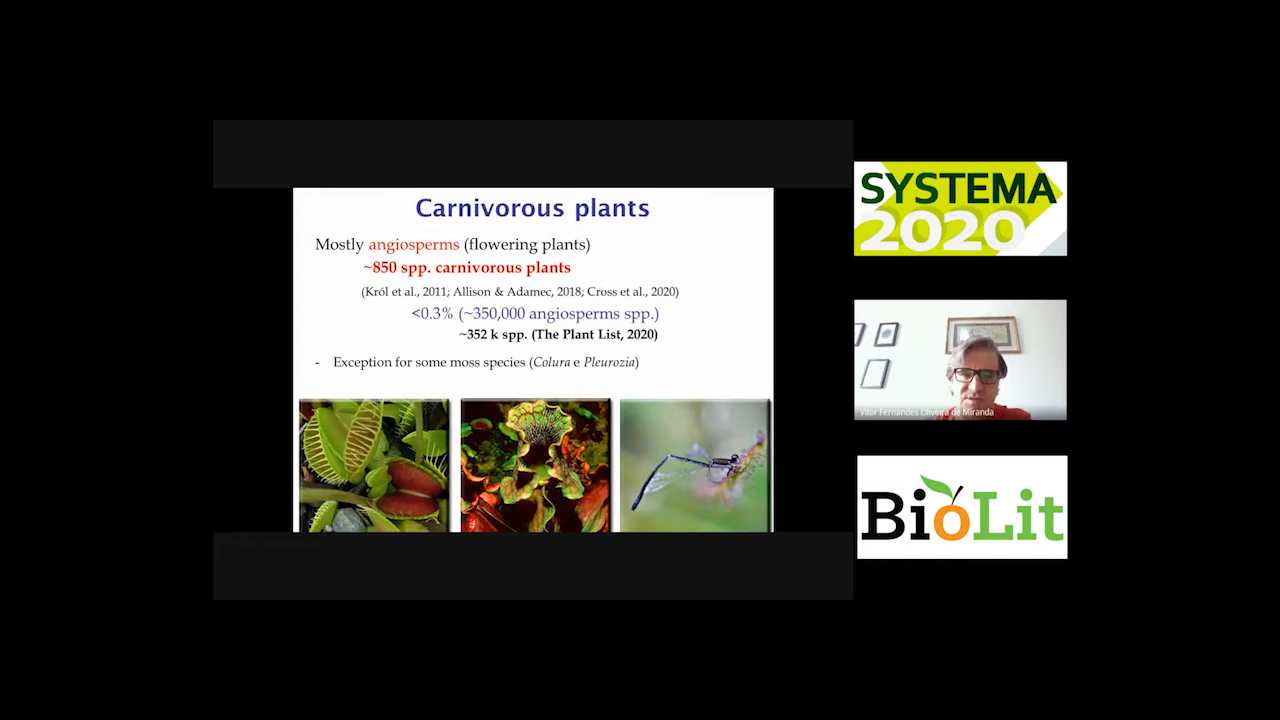 Carnivorous plants
Mostly angiosperms (flowering plants)
~850 spp. carnivorous plants
(Król et al., 2011; Allison & Adamec, 2018; Cross et al., 2020)
<0.3% (~350,000 angiosperms spp.)
~352 k spp. (The Plant List, 2020)
- Exception for some moss species (Colura e Pleurozia)
SYSTEMA
2020
Vitor Fernandes Oliveira de Miranda
BioLit